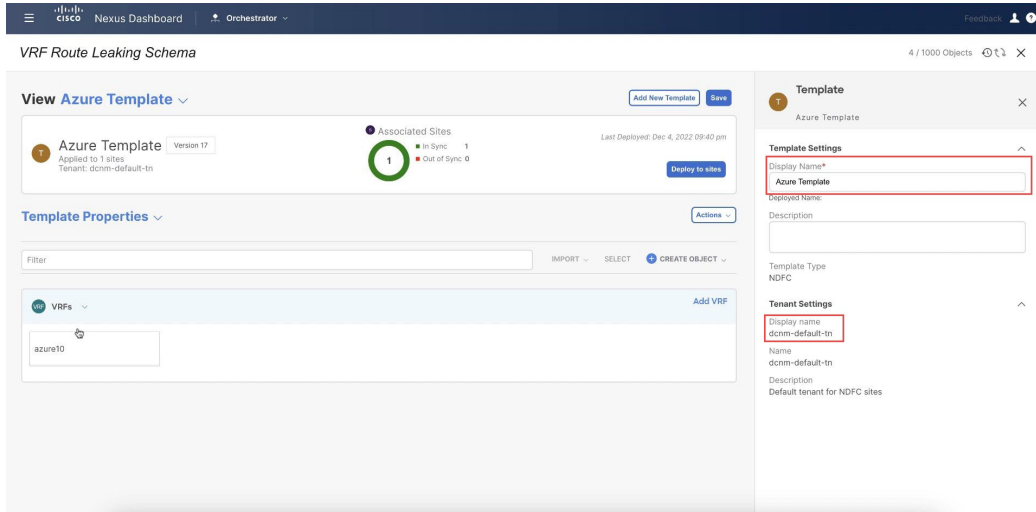 CISCO Nexus Dashboard Orchestrator Feedback
VRF Route Leaking Schema 4 / 1000 Objects
View Azure Template Add New Template Save
T Azure Template Version 17
Applied to 1 sites
Tenant: dcnm-default-tn
Associated Sites
1
In Sync 1
Out of Sync 0
Last Deployed: Dec 4, 2022 09:40 pm
Deploy to sites
Template Properties Actions
Filter IMPORT SELECT CREATE OBJECT
VRF VRFs Add VRF
azure10
T Template
Azure Template
Template Settings
Display Name*
Azure Template
Deployed Name:
Description
Template Type
NDFC
Tenant Settings
Display name
dcnm-default-tn
Name
dcnm-default-tn
Description
Default tenant for NDFC sites